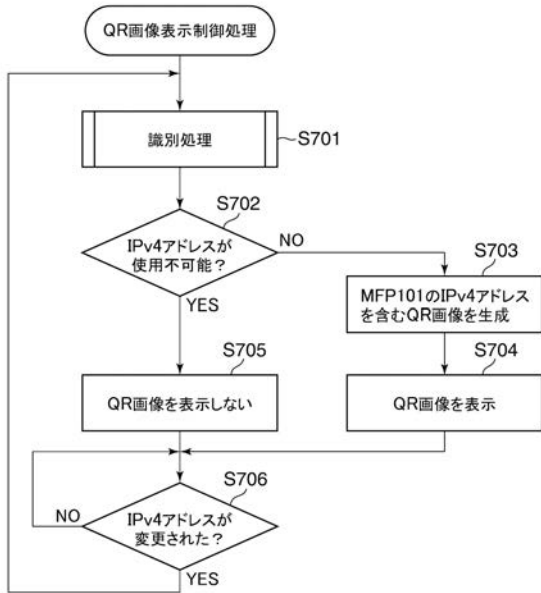 QR画像表示制御処理
識別処理
S701
S702
IPv4アドレスが
使用不可能？
NO
YES
S703
MFP101のIPv4アドレス
を含むQR画像を生成
S705
QR画像を表示しない
S704
QR画像を表示
S706
IPv4アドレスが
変更された？
NO
YES